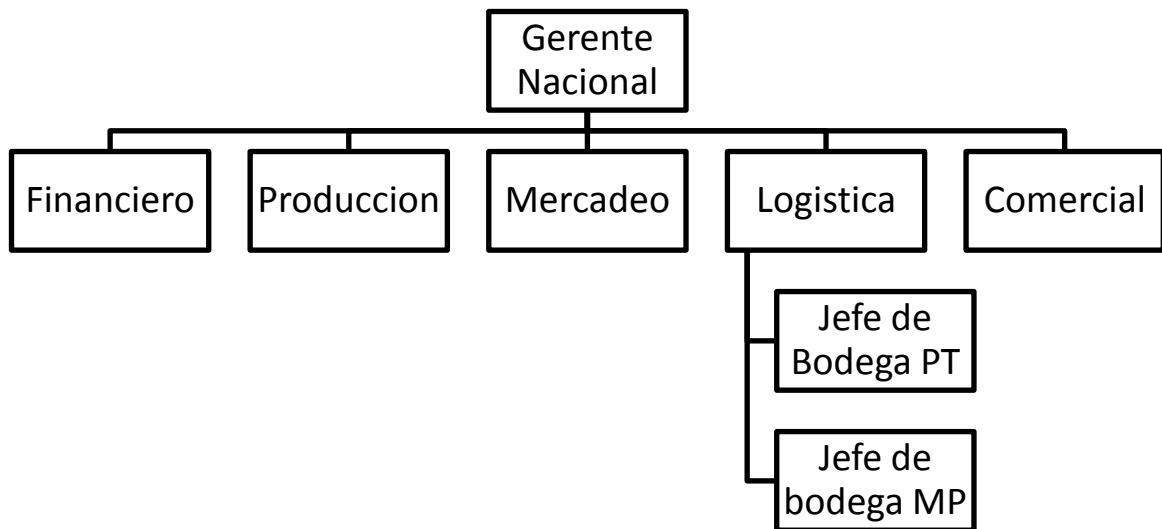 Gerente
Nacional
Financiero
Produccion
Mercadeo
Logistica
Comercial
Jefe de
Bodega PT
Jefe de
bodega MP